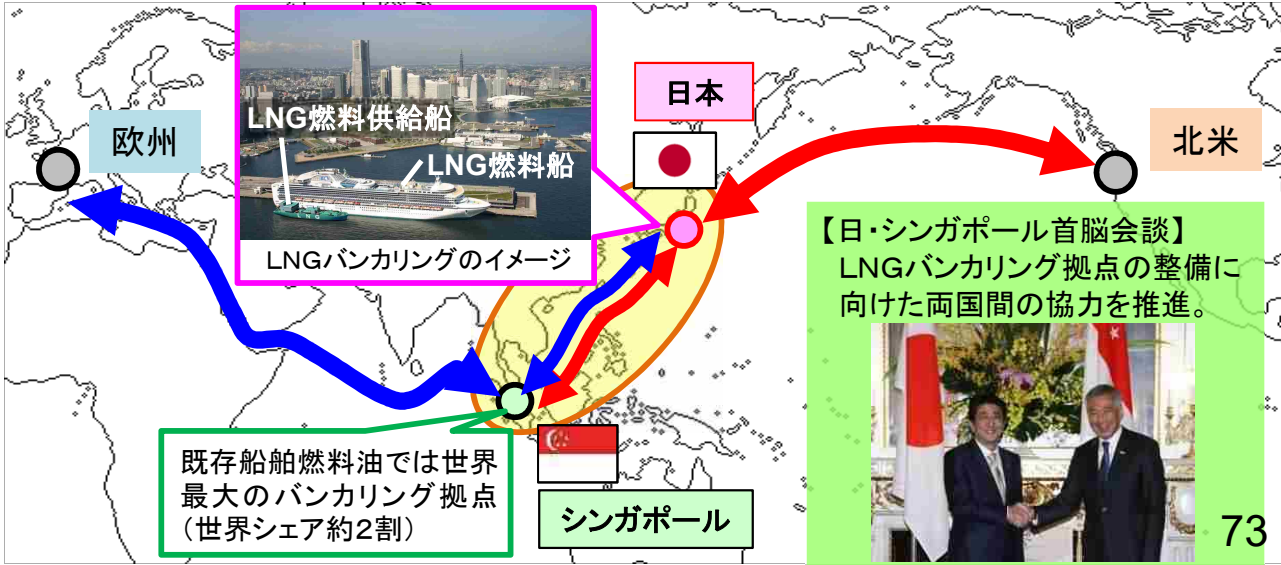 欧州
LNG燃料供給船
LNG燃料船
LNGバンカリングのイメージ
日本
北米
【日・シンガポール首脳会談】
LNGバンカリング拠点の整備に
向けた両国間の協力を推進。
既存船舶燃料油では世界
最大のバンカリング拠点
(世界シェア約2割)
シンガポール
73